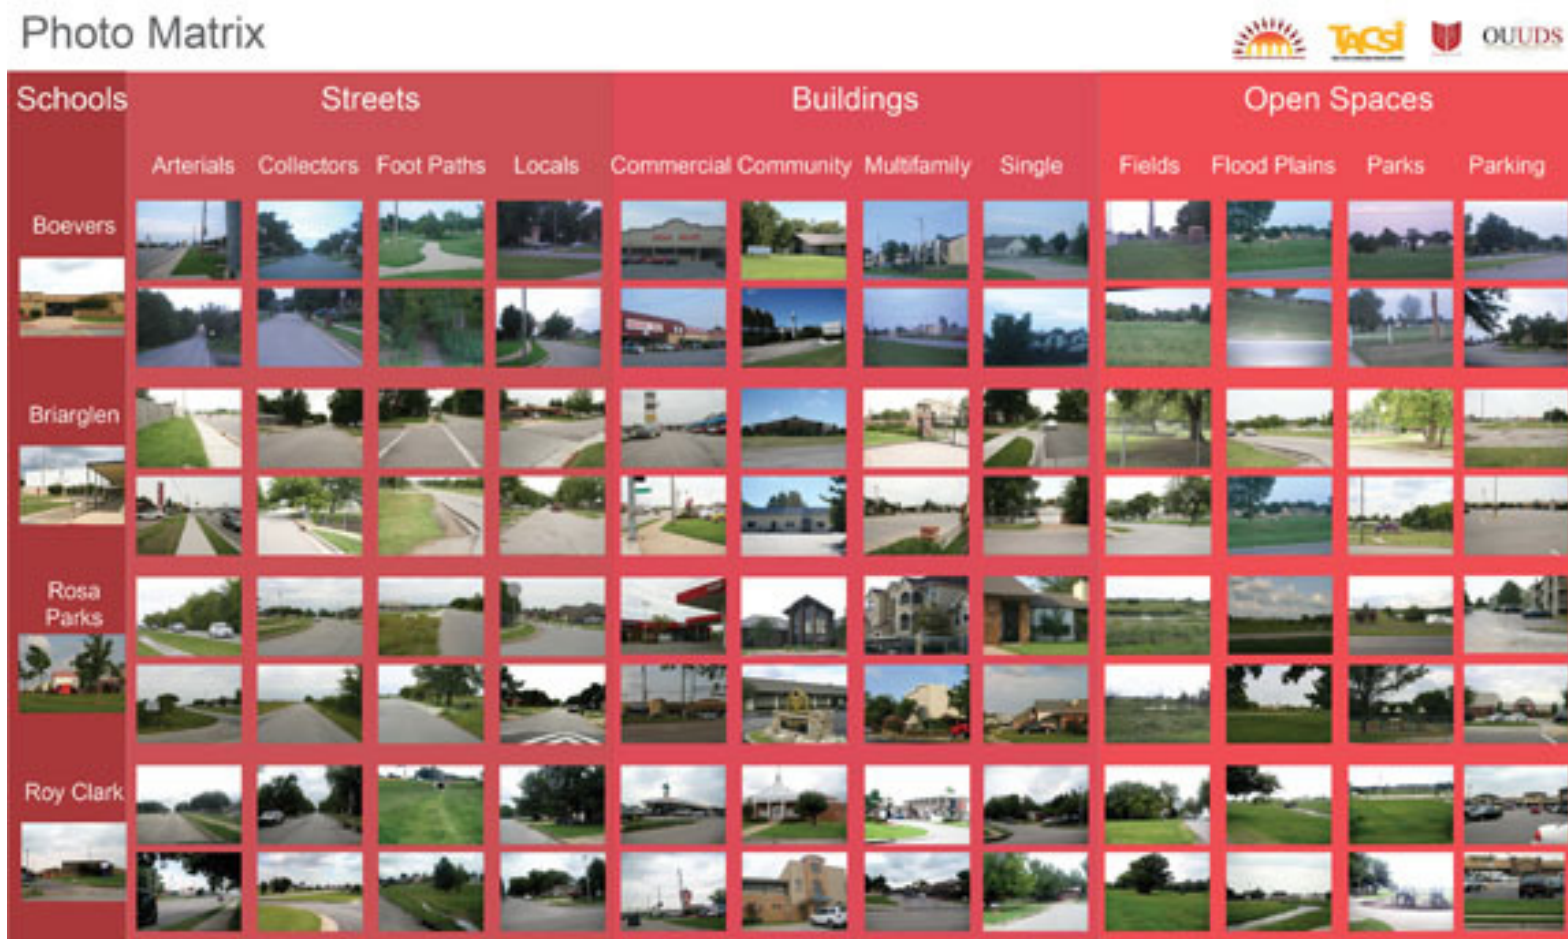 Photo Matrix
TACSI
OUUDS
Schools
Streets
Buildings
Open Spaces
Arterials
Collectors
Foot Paths
Locals
Commercial
Community
Multifamily
Single
Fields
Flood Plains
Parks
Parking
Boevers
Briarglen
Rosa
Parks
Roy Clark